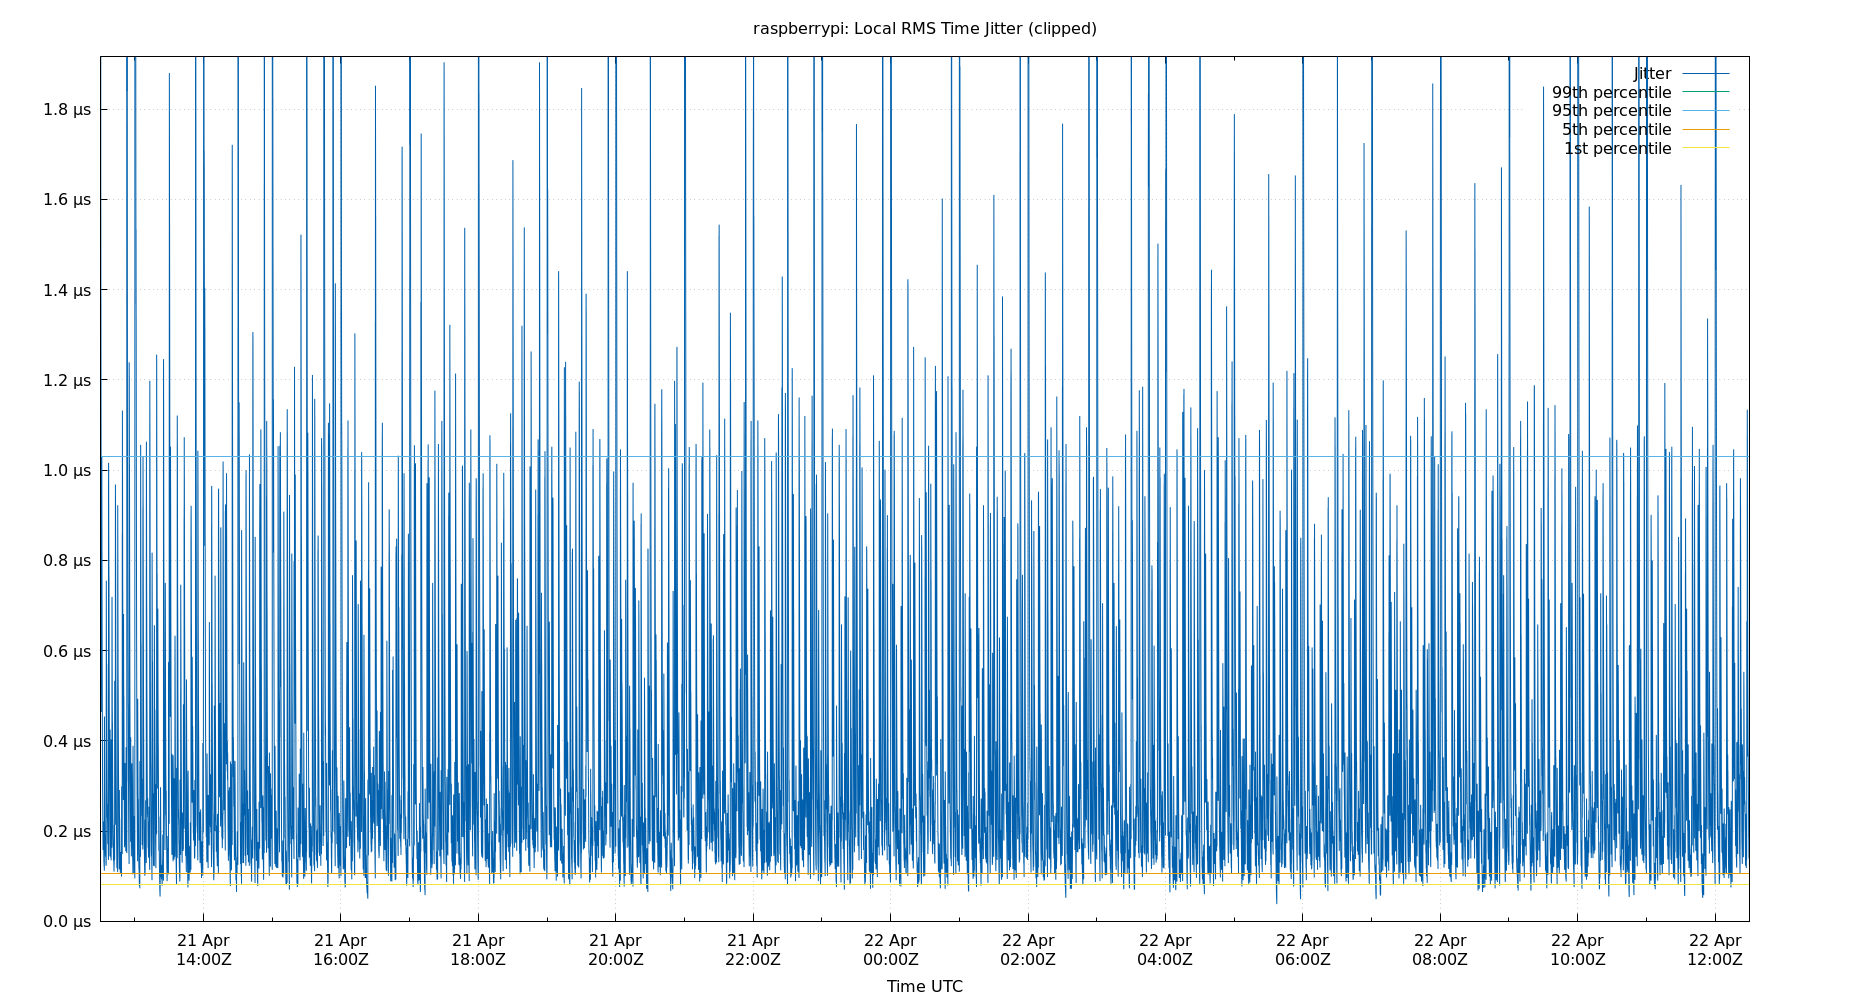 raspberrypi: Local RMS Time Jitter (clipped)
Jitter
99th percentile
95th percentile
5th percentile
1st percentile
1.8 µs
1.6 µs
1.4 µs
1.2 µs
1.0 µs
0.8 µs
0.6 µs
0.4 µs
0.2 µs
0.0 µs
21 Apr 21 Apr 21 Apr 21 Apr 21 Apr 22 Apr 22 Apr 22 Apr 22 Apr 22 Apr 22 Apr 22 Apr
14:00Z 16:00Z 18:00Z 20:00Z 22:00Z 00:00Z 02:00Z 04:00Z 06:00Z 08:00Z 10:00Z 12:00Z
Time UTC